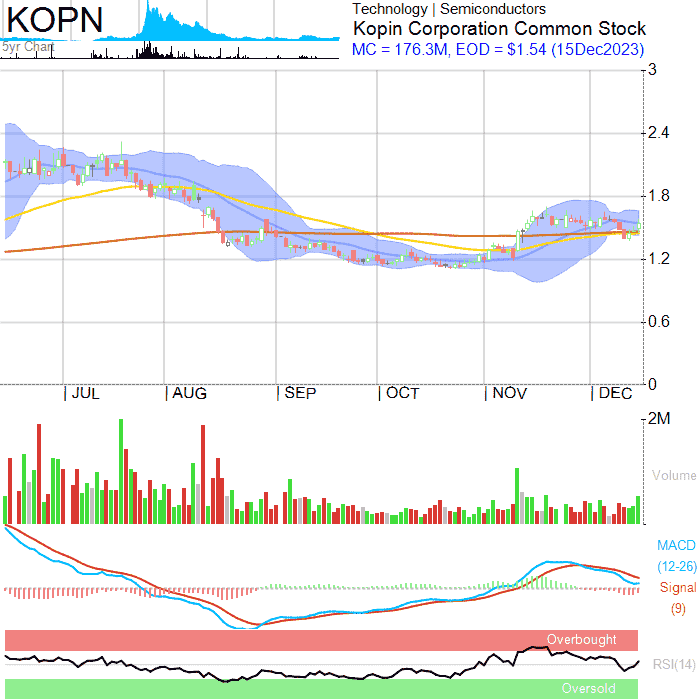 KOPN
5yr Chart
Technology | Semiconductors
Kopin Corporation Common Stock
MC = 176.3M, EOD = $1.54 (15Dec2023)
3
2.4
1.8
1.2
0.6
0
| JUL | AUG | SEP | OCT | NOV | DEC
2M
Volume
MACD
(12-26)
Signal
(9)
Overbought
RSI(14)
Oversold